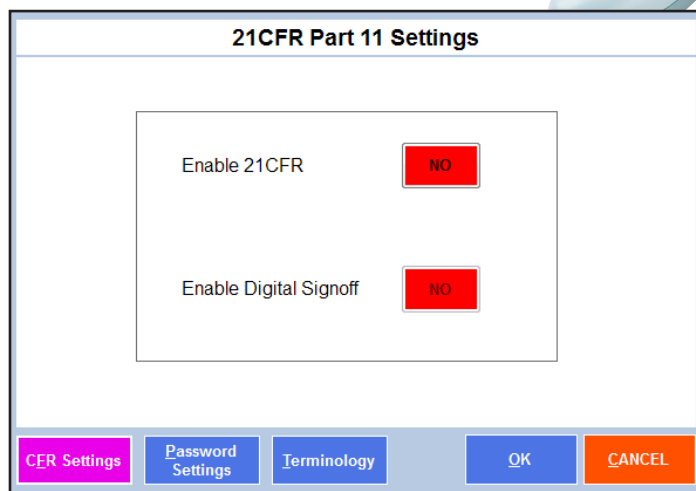 21CFR Part 11 Settings
Enable 21CFR NO
Enable Digital Signoff NO
CFR Settings
Password
Settings
Terminology
OK
CANCEL